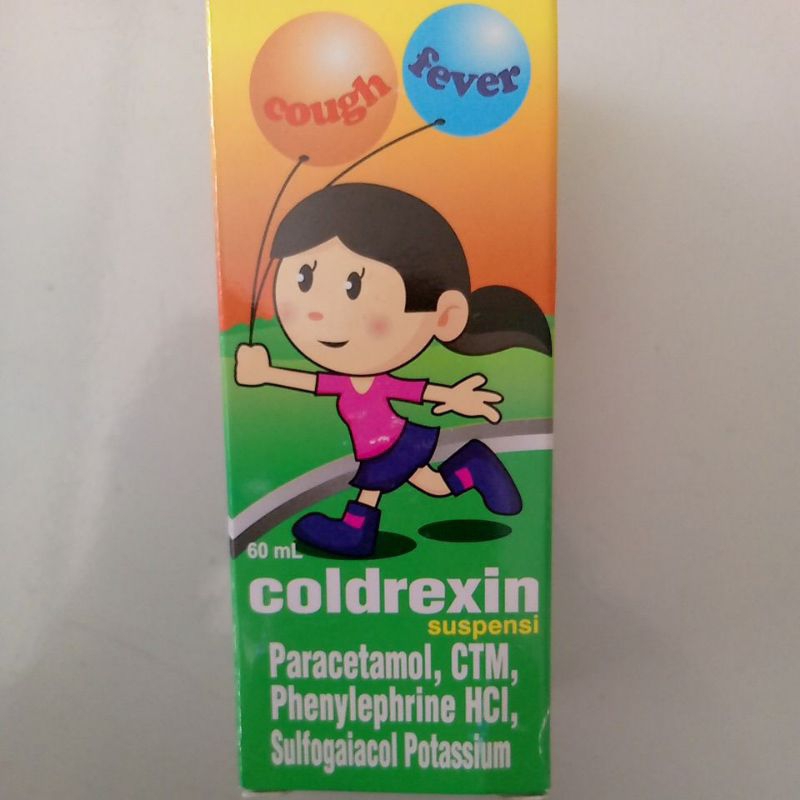 cough
fever
60 mL
coldrexin
suspensi
Paracetamol, CTM,
Phenylephrine HCl,
Sulfogaiacol Potassium